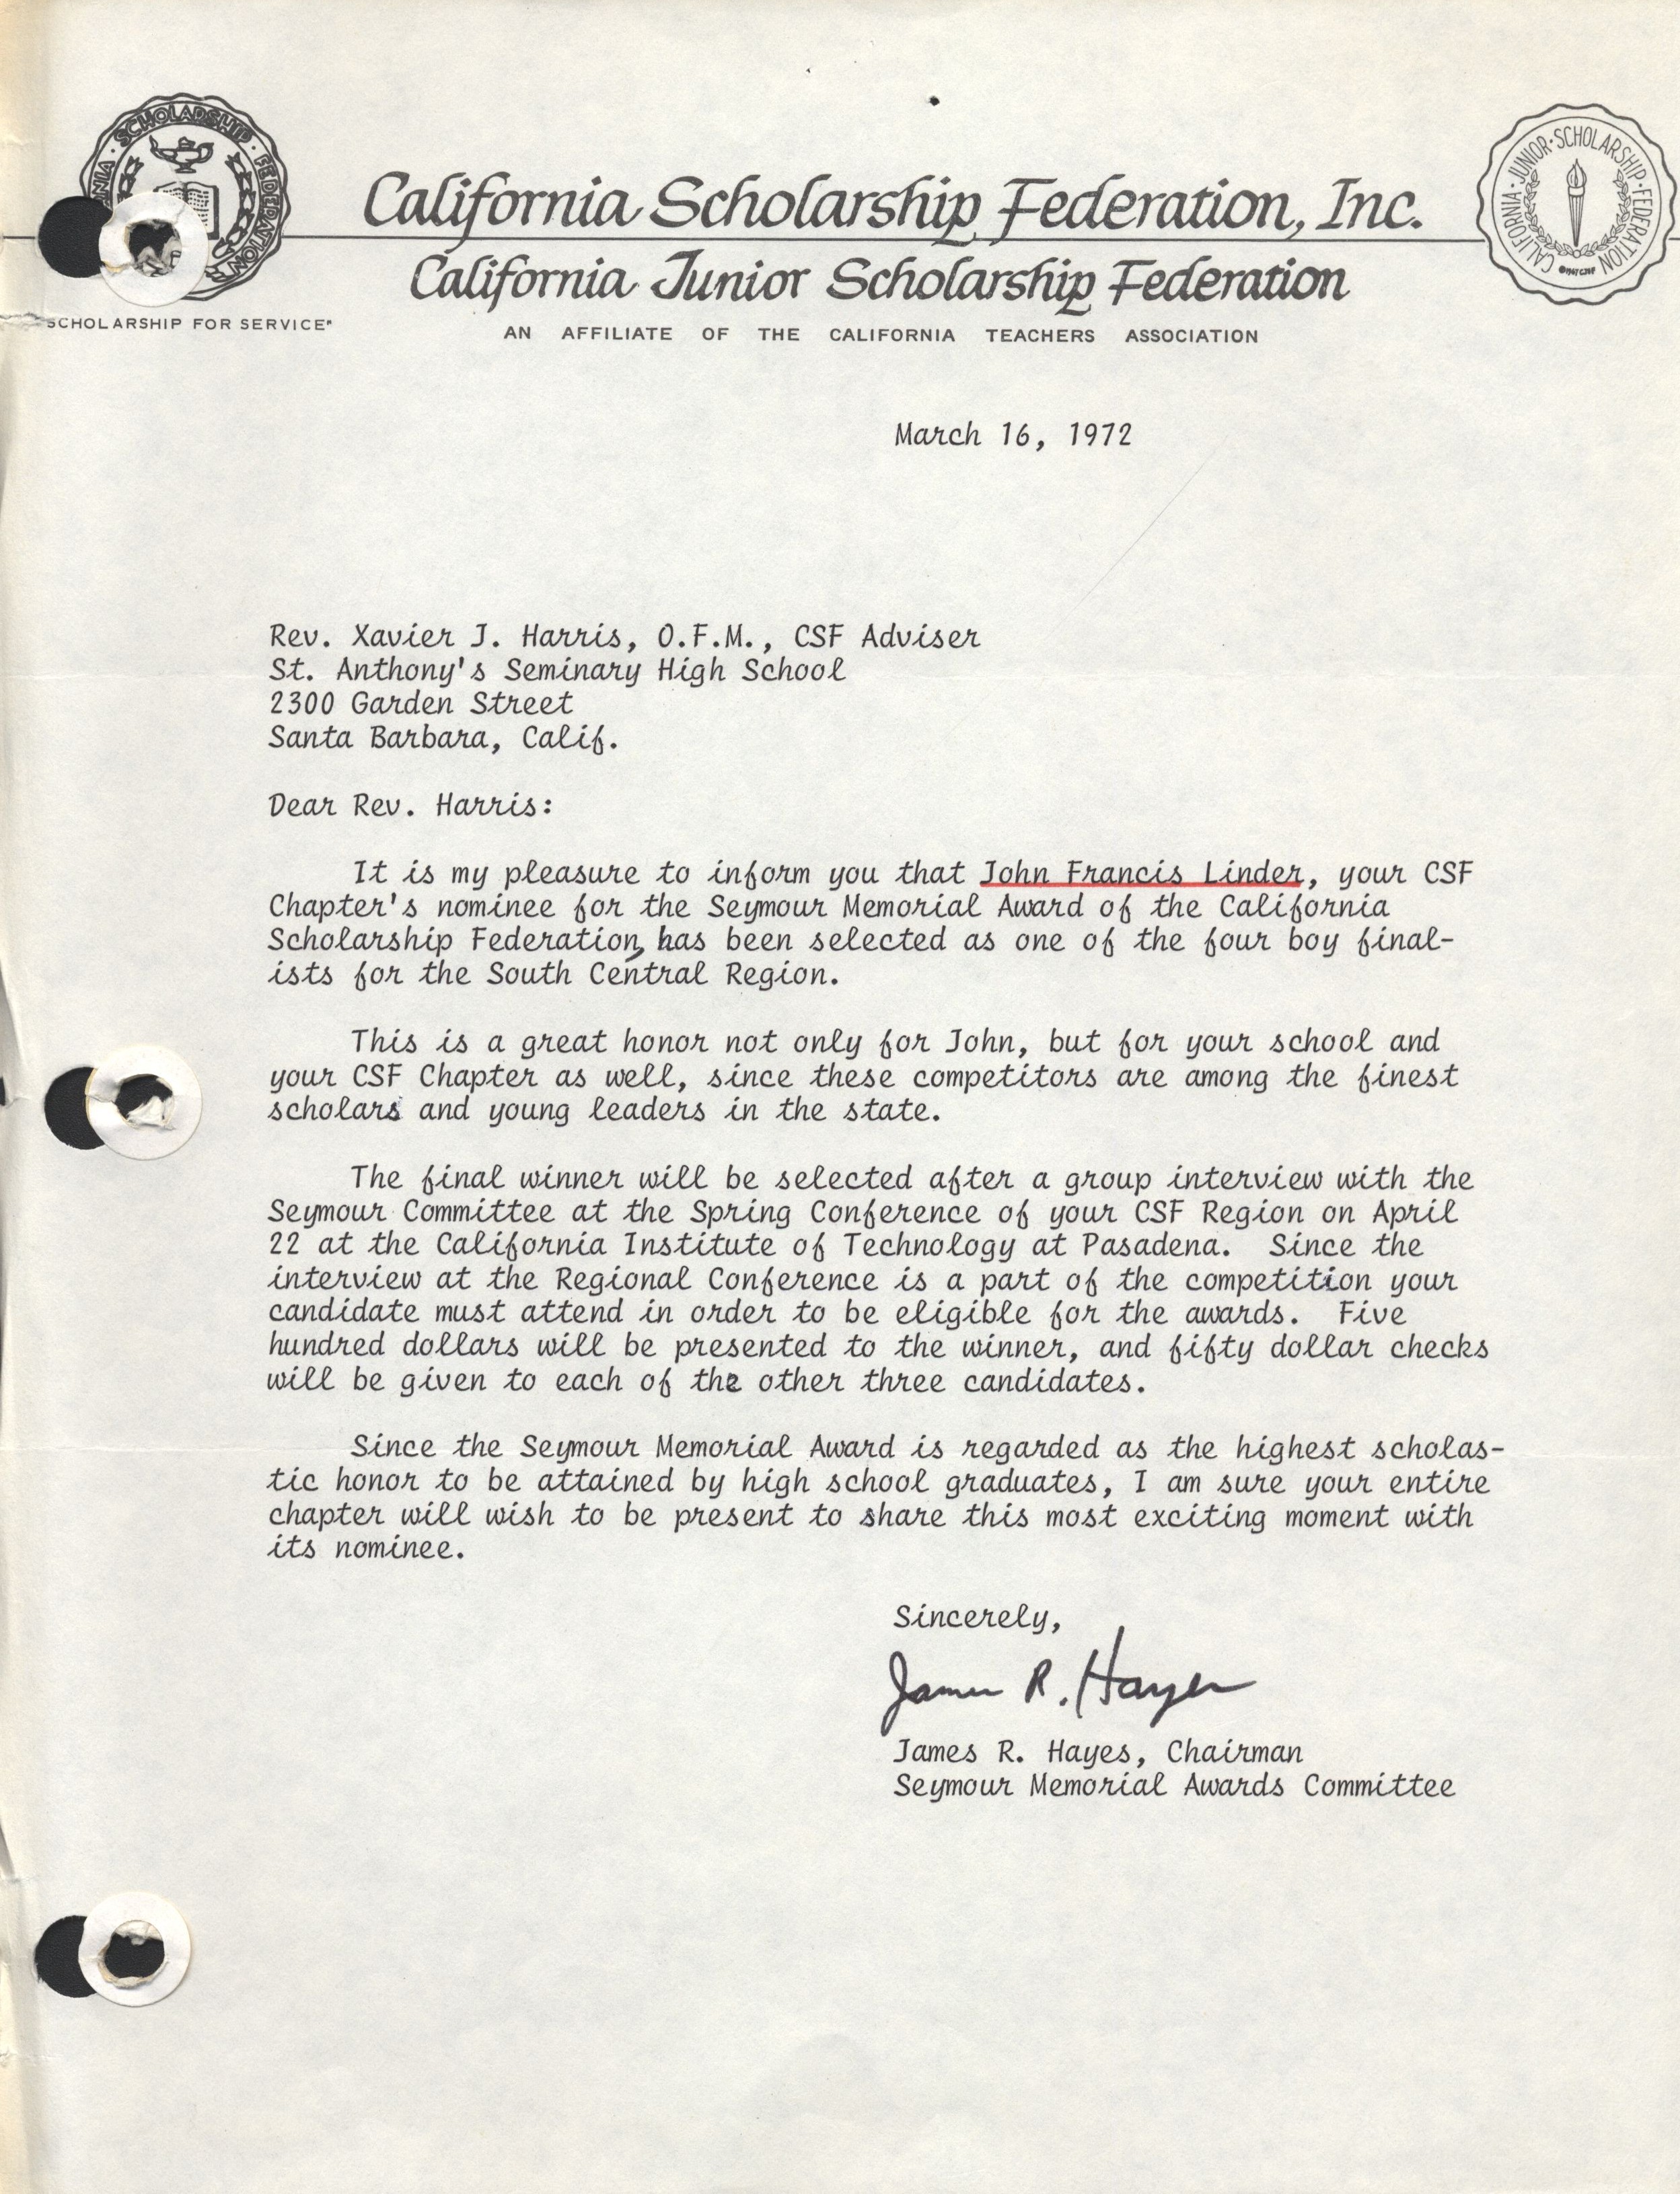 SCHOLARSHIP FEDERATION
CALIFORNIA · JUNIOR · SCHOLARSHIP · FEDERATION
California Scholarship Federation, Inc.
California Junior Scholarship Federation
SCHOLARSHIP FOR SERVICE"
AN AFFILIATE OF THE CALIFORNIA TEACHERS ASSOCIATION
March 16, 1972
Rev. Xavier J. Harris, O.F.M., CSF Adviser
St. Anthony's Seminary High School
2300 Garden Street
Santa Barbara, Calif.
Dear Rev. Harris:
It is my pleasure to inform you that John Francis Linder, your CSF
Chapter's nominee for the Seymour Memorial Award of the California
Scholarship Federation, has been selected as one of the four boy final-
ists for the South Central Region.
This is a great honor not only for John, but for your school and
your CSF Chapter as well, since these competitors are among the finest
scholars and young leaders in the state.
The final winner will be selected after a group interview with the
Seymour Committee at the Spring Conference of your CSF Region on April
22 at the California Institute of Technology at Pasadena.  Since the
interview at the Regional Conference is a part of the competition your
candidate must attend in order to be eligible for the awards.  Five
hundred dollars will be presented to the winner, and fifty dollar checks
will be given to each of the other three candidates.
Since the Seymour Memorial Award is regarded as the highest scholas-
tic honor to be attained by high school graduates, I am sure your entire
chapter will wish to be present to share this most exciting moment with
its nominee.
Sincerely,
James R. Hayes
James R. Hayes, Chairman
Seymour Memorial Awards Committee